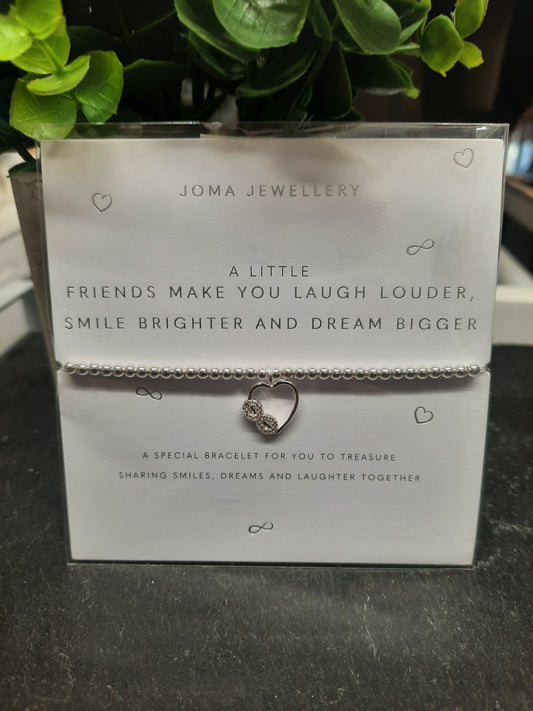 JOMA JEWELLERY
A LITTLE
FRIENDS MAKE YOU LAUGH LOUDER,
SMILE BRIGHTER AND DREAM BIGGER
A SPECIAL BRACELET FOR YOU TO TREASURE
SHARING SMILES, DREAMS AND LAUGHTER TOGETHER